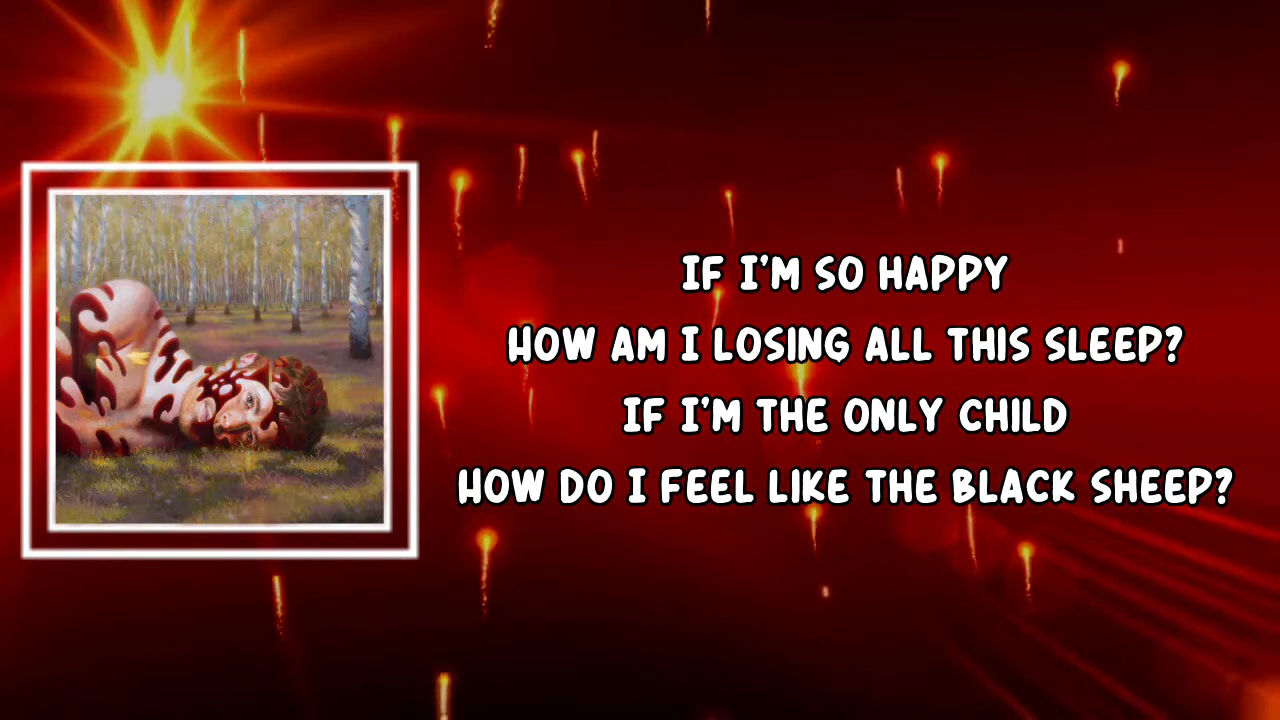 IF I'M SO HAPPY
HOW AM I LOSING ALL THIS SLEEP?
IF I'M THE ONLY CHILD
HOW DO I FEEL LIKE THE BLACK SHEEP?